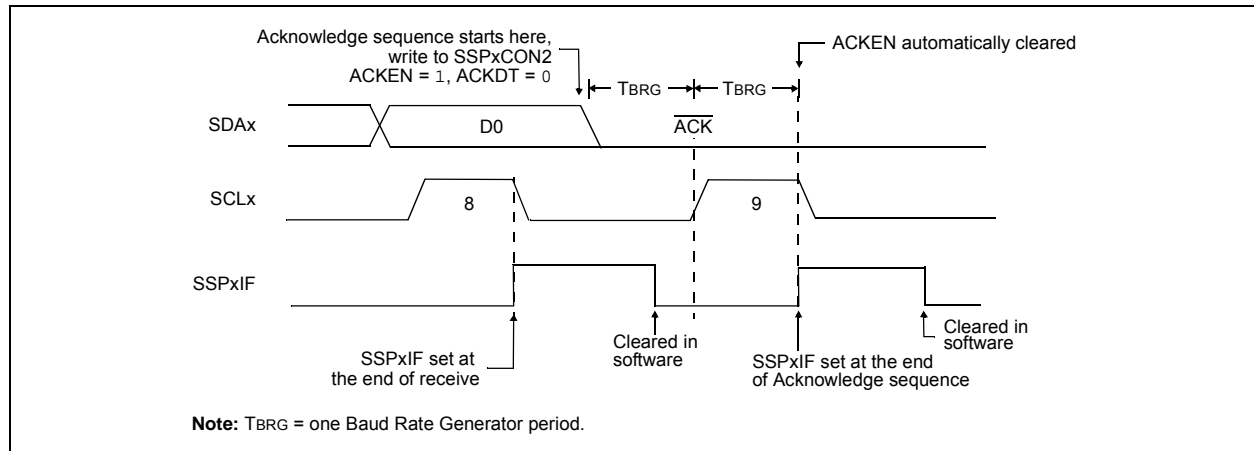 Acknowledge sequence starts here,
write to SSPxCON2
ACKEN = 1, ACKDT = 0
ACKEN automatically cleared
TBRG
TBRG
SDAx
D0
ACK
SCLx
8
9
SSPxIF
SSPxIF set at
the end of receive
Cleared in
software
SSPxIF set at the end
of Acknowledge sequence
Cleared in
software
Note: TBRG = one Baud Rate Generator period.